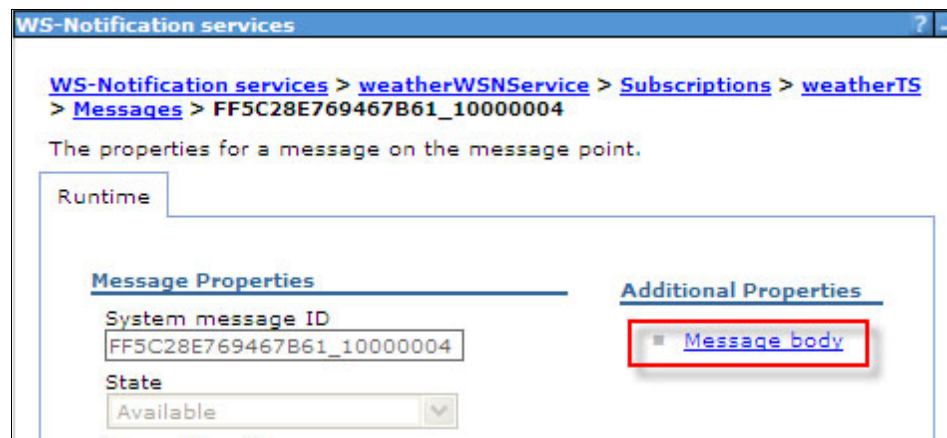 WS-Notification services ?
WS-Notification services > weatherWSNService > Subscriptions > weatherTS
> Messages > FF5C28E769467B61_10000004
The properties for a message on the message point.
Runtime
Message Properties
System message ID
FF5C28E769467B61_10000004
State
Available
Additional Properties
Message body